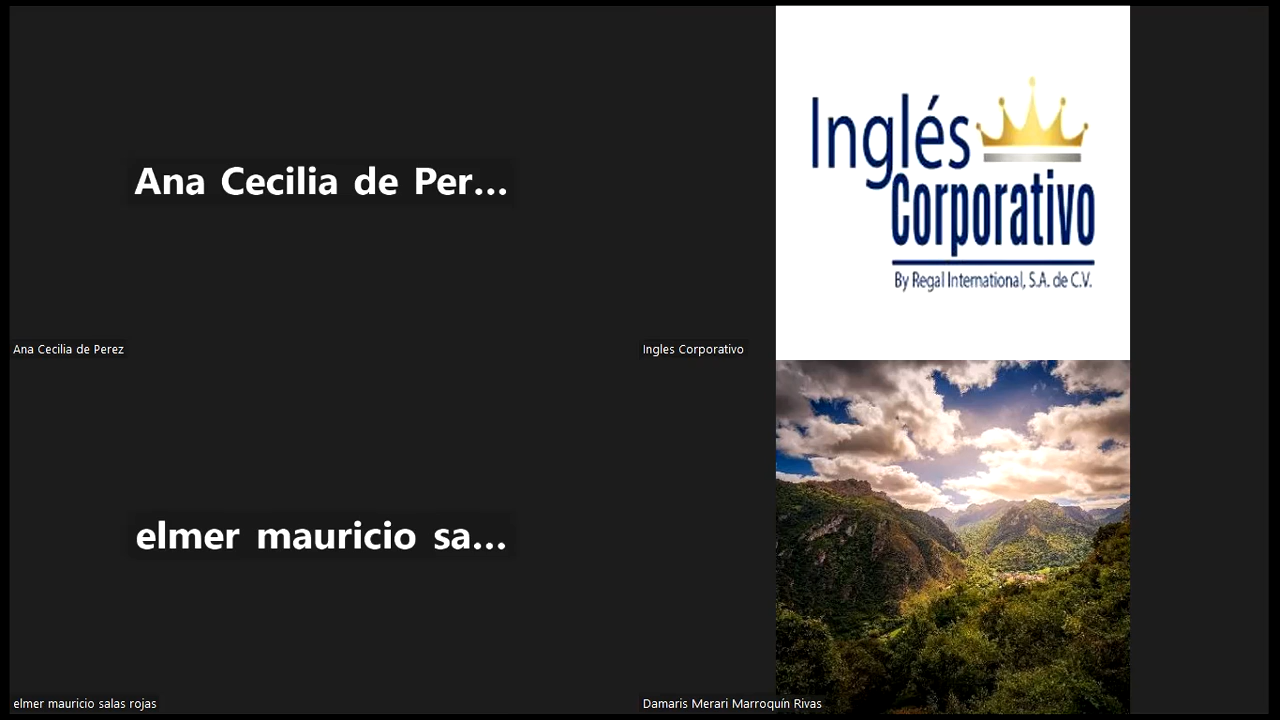 Ana Cecilia de Per...
Ana Cecilia de Perez
Inglés
Corporativo
By Regal International, S.A. de C.V.
Ingles Corporativo
elmer mauricio sa...
elmer mauricio salas rojas
Damaris Merari Marroquín Rivas